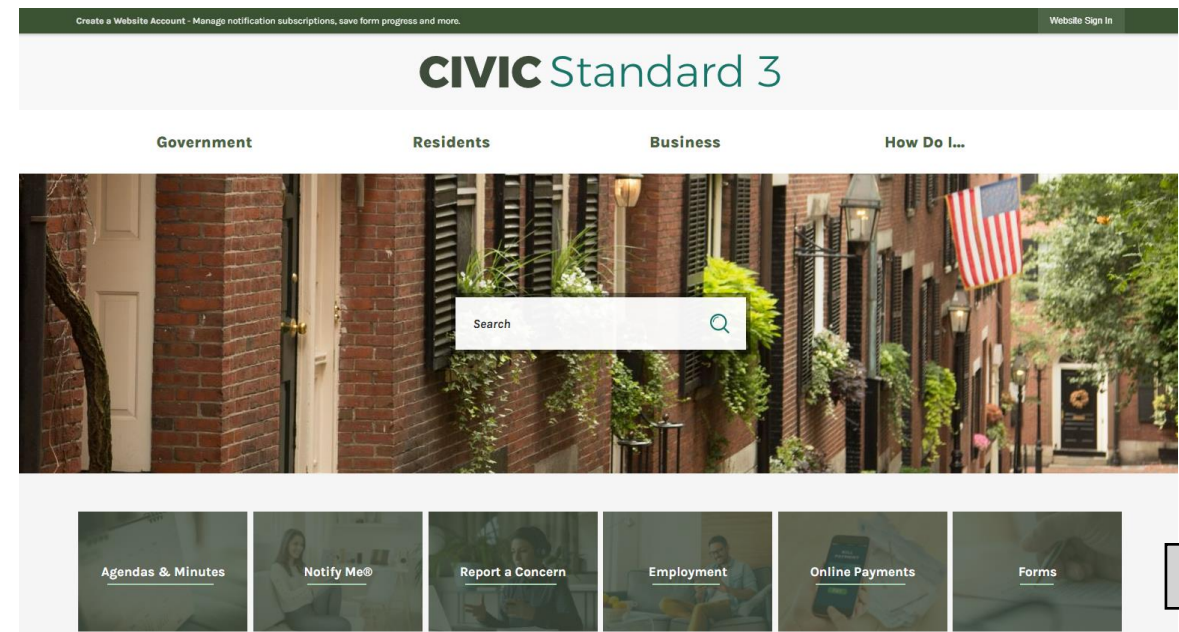 Create a Website Account - Manage notification subscriptions, save form progress and more.
Website Sign In
CIVIC Standard 3
Government
Residents
Business
How Do I...
Search
Agendas & Minutes
Notify Me®
Report a Concern
Employment
Online Payments
Forms